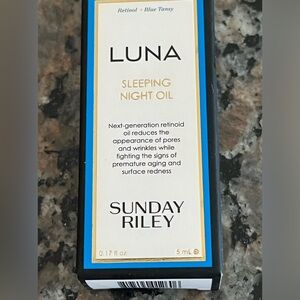 Retinol + Blue Tansy
LUNA
SLEEPING
NIGHT OIL
Next-generation retinoid
oil reduces the
appearance of pores
and wrinkles while
fighting the signs of
premature aging and
surface redness
SUNDAY
RILEY
0.17 fl oz 5 ml ℮